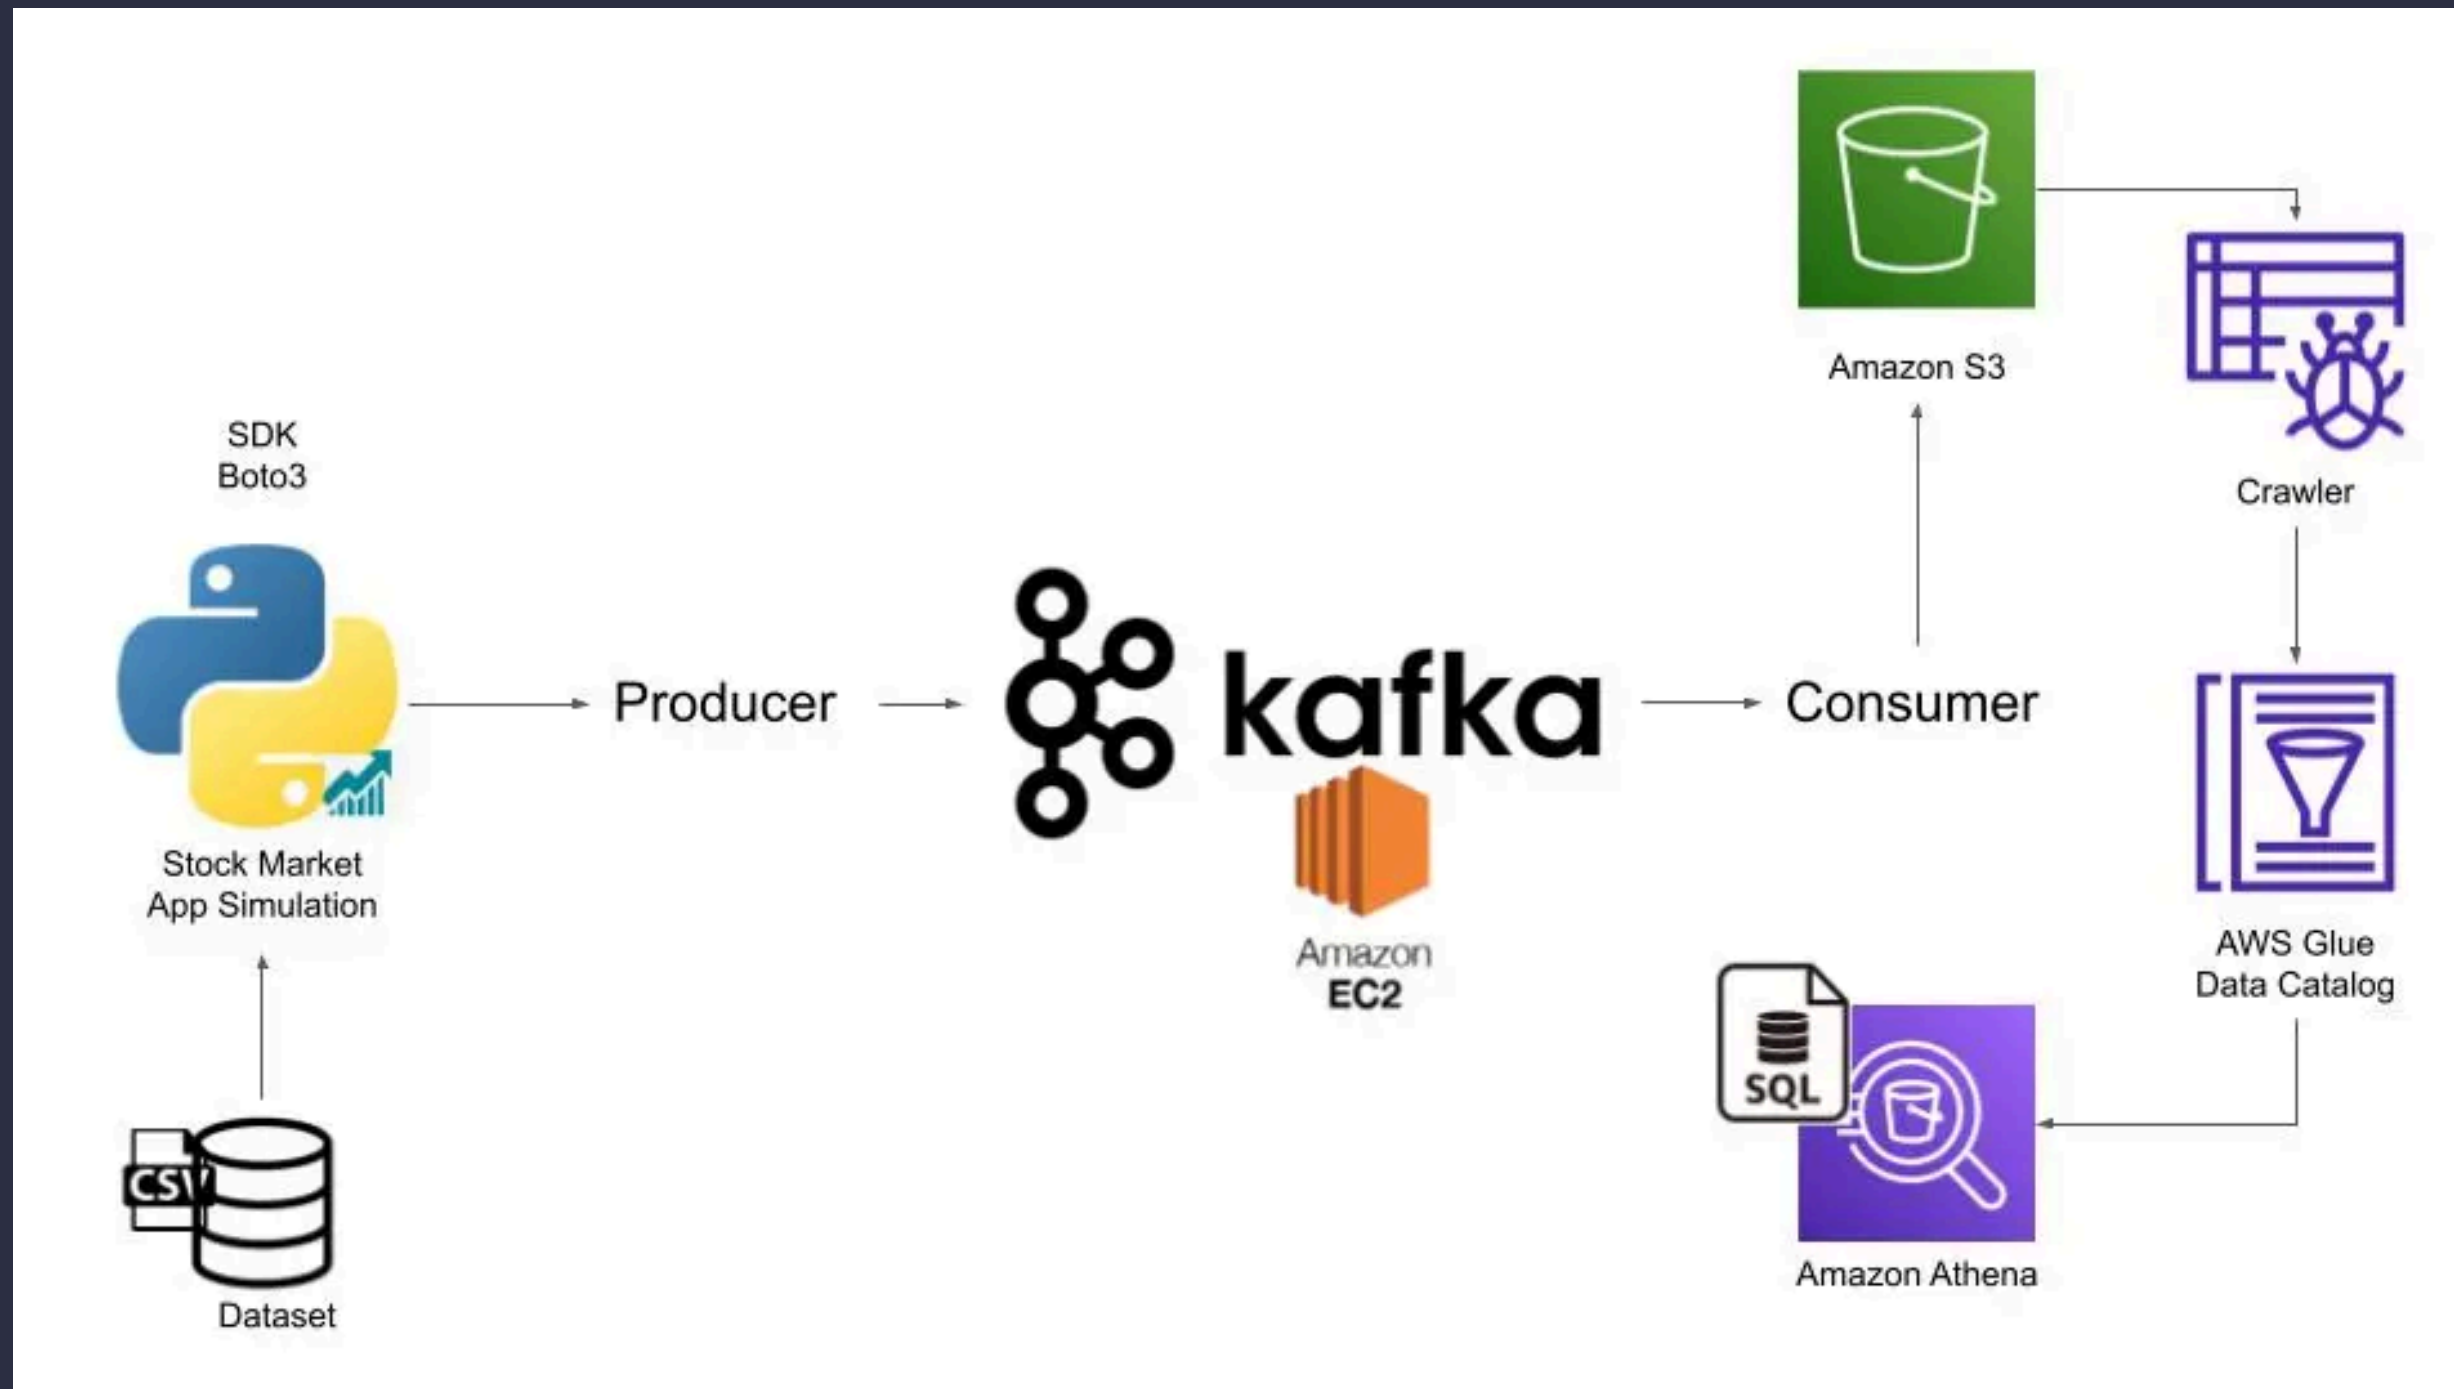 SDK
Boto3
Stock Market
App Simulation
CSV
Dataset
Producer
kafka
Amazon
EC2
Consumer
Amazon S3
Crawler
AWS Glue
Data Catalog
SQL
Amazon Athena